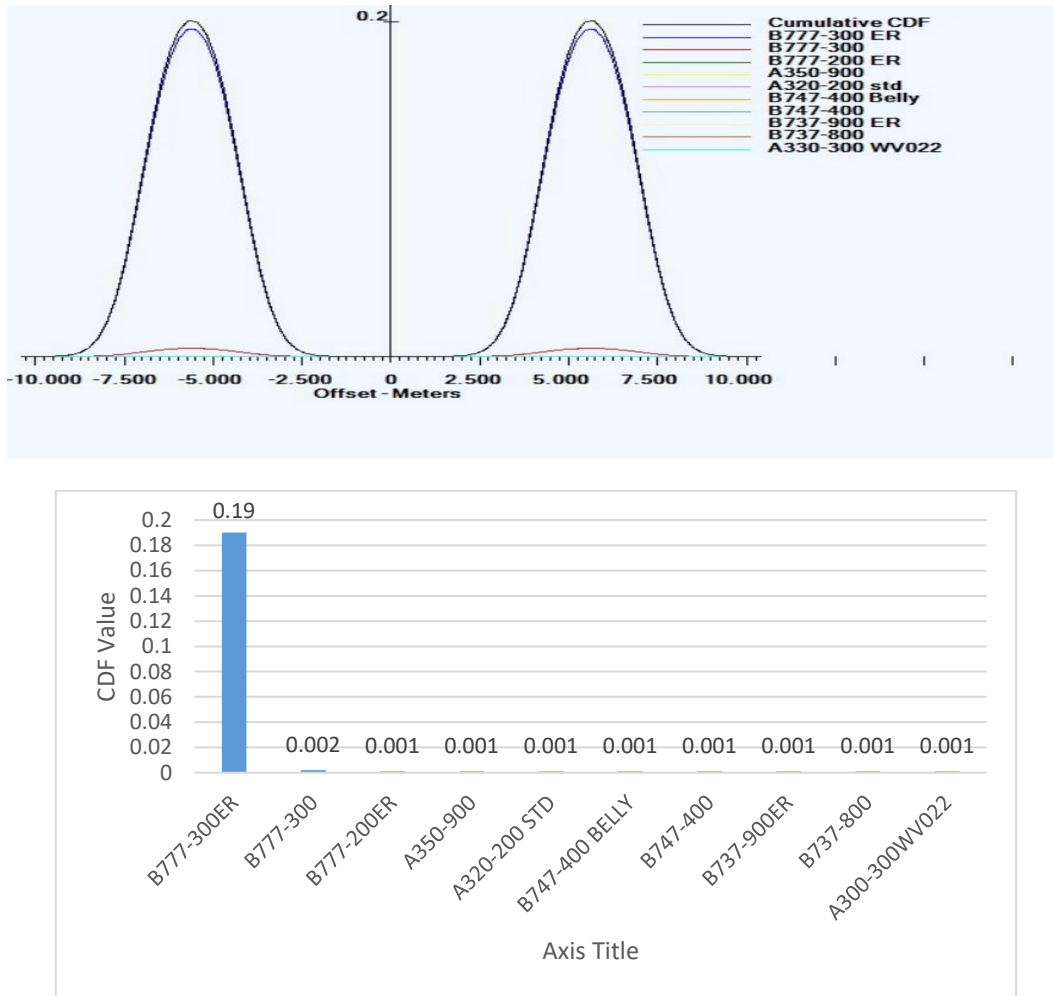 0.2
Cumulative CDF
B777-300 ER
B777-300
B777-200 ER
A350-900
A320-200 std
B747-400 Belly
B747-400
B737-900 ER
B737-800
A330-300 WV022
-10.000 -7.500 -5.000 -2.500 0 2.500 5.000 7.500 10.000
Offset - Meters
CDF Value
0.2
0.18
0.16
0.14
0.12
0.1
0.08
0.06
0.04
0.02
0
0.19 0.002 0.001 0.001 0.001 0.001 0.001 0.001 0.001 0.001
B777-300ER
B777-300
B777-200ER
A350-900
A320-200 STD
B747-400 BELLY
B747-400
B737-900ER
B737-800
A300-300WV022
Axis Title